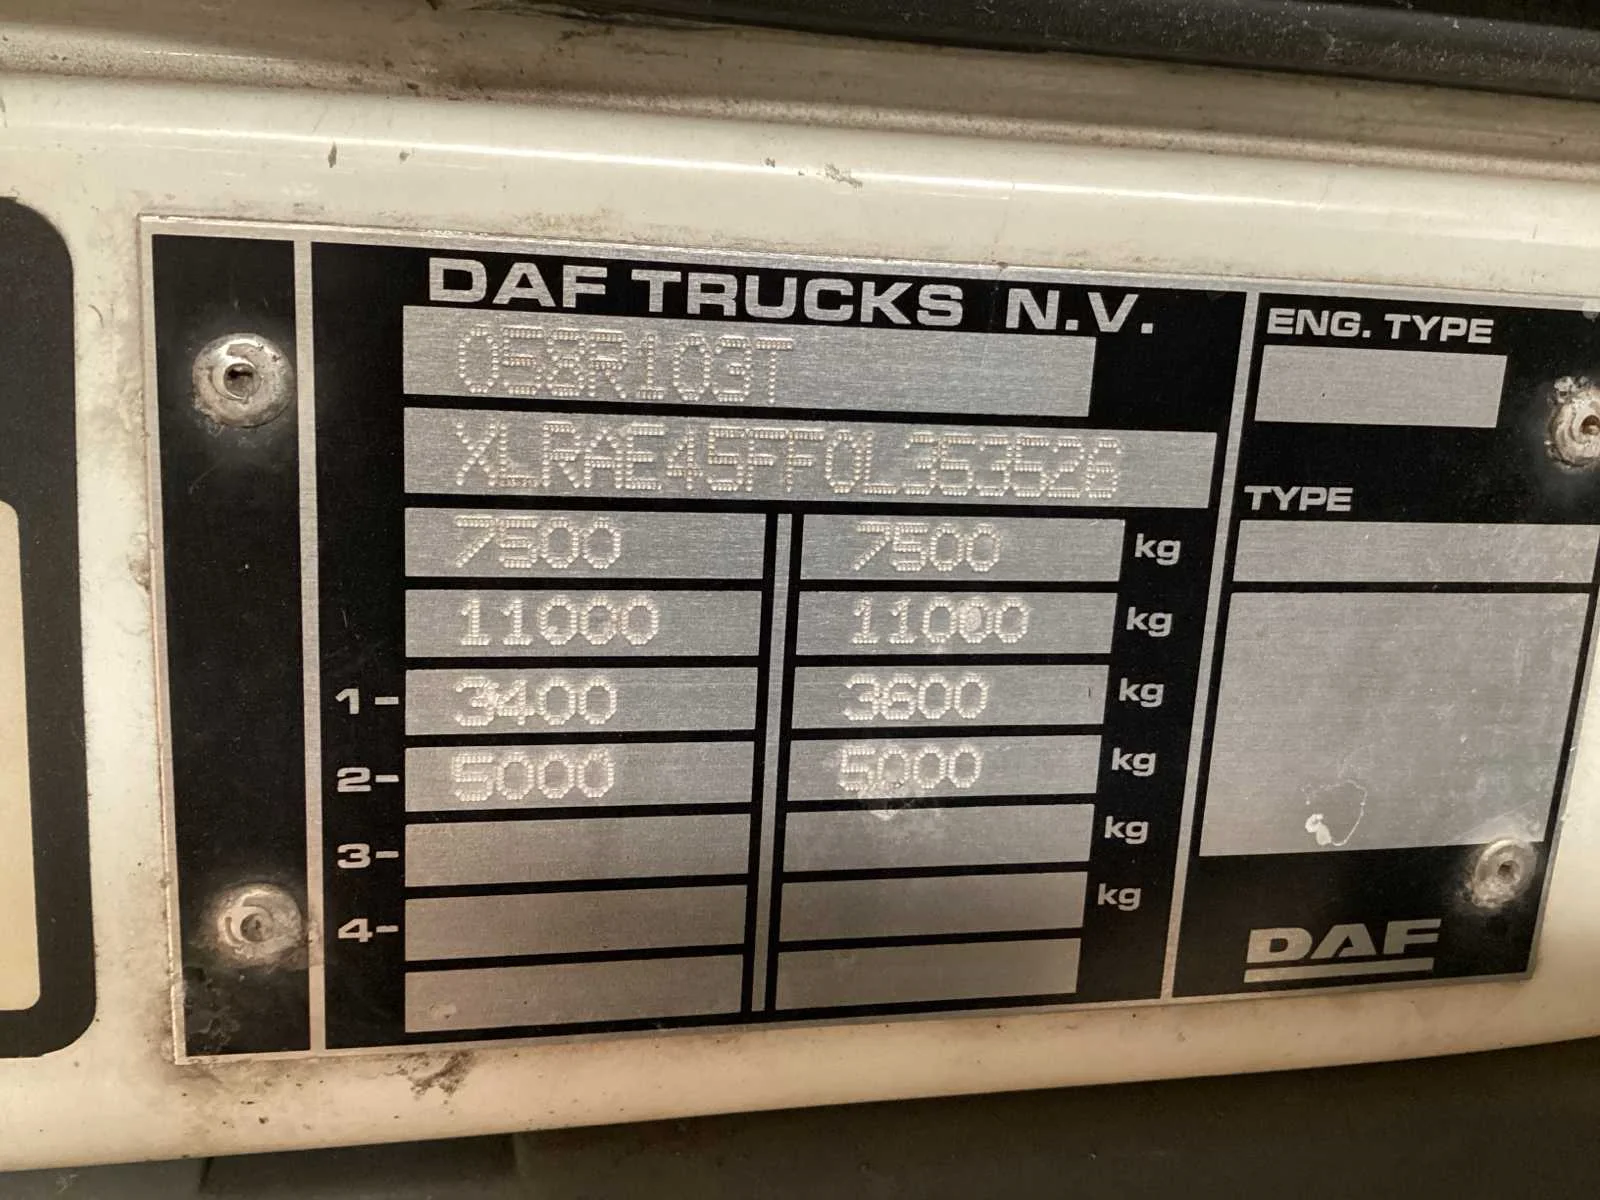 DAF TRUCKS N.V.
058R103T
XLRAE45FF0L353526
7500 7500 kg
11000 11000 kg
1- 3400 3600 kg
2- 5000 5000 kg
3- kg
4- kg
ENG. TYPE
TYPE
DAF